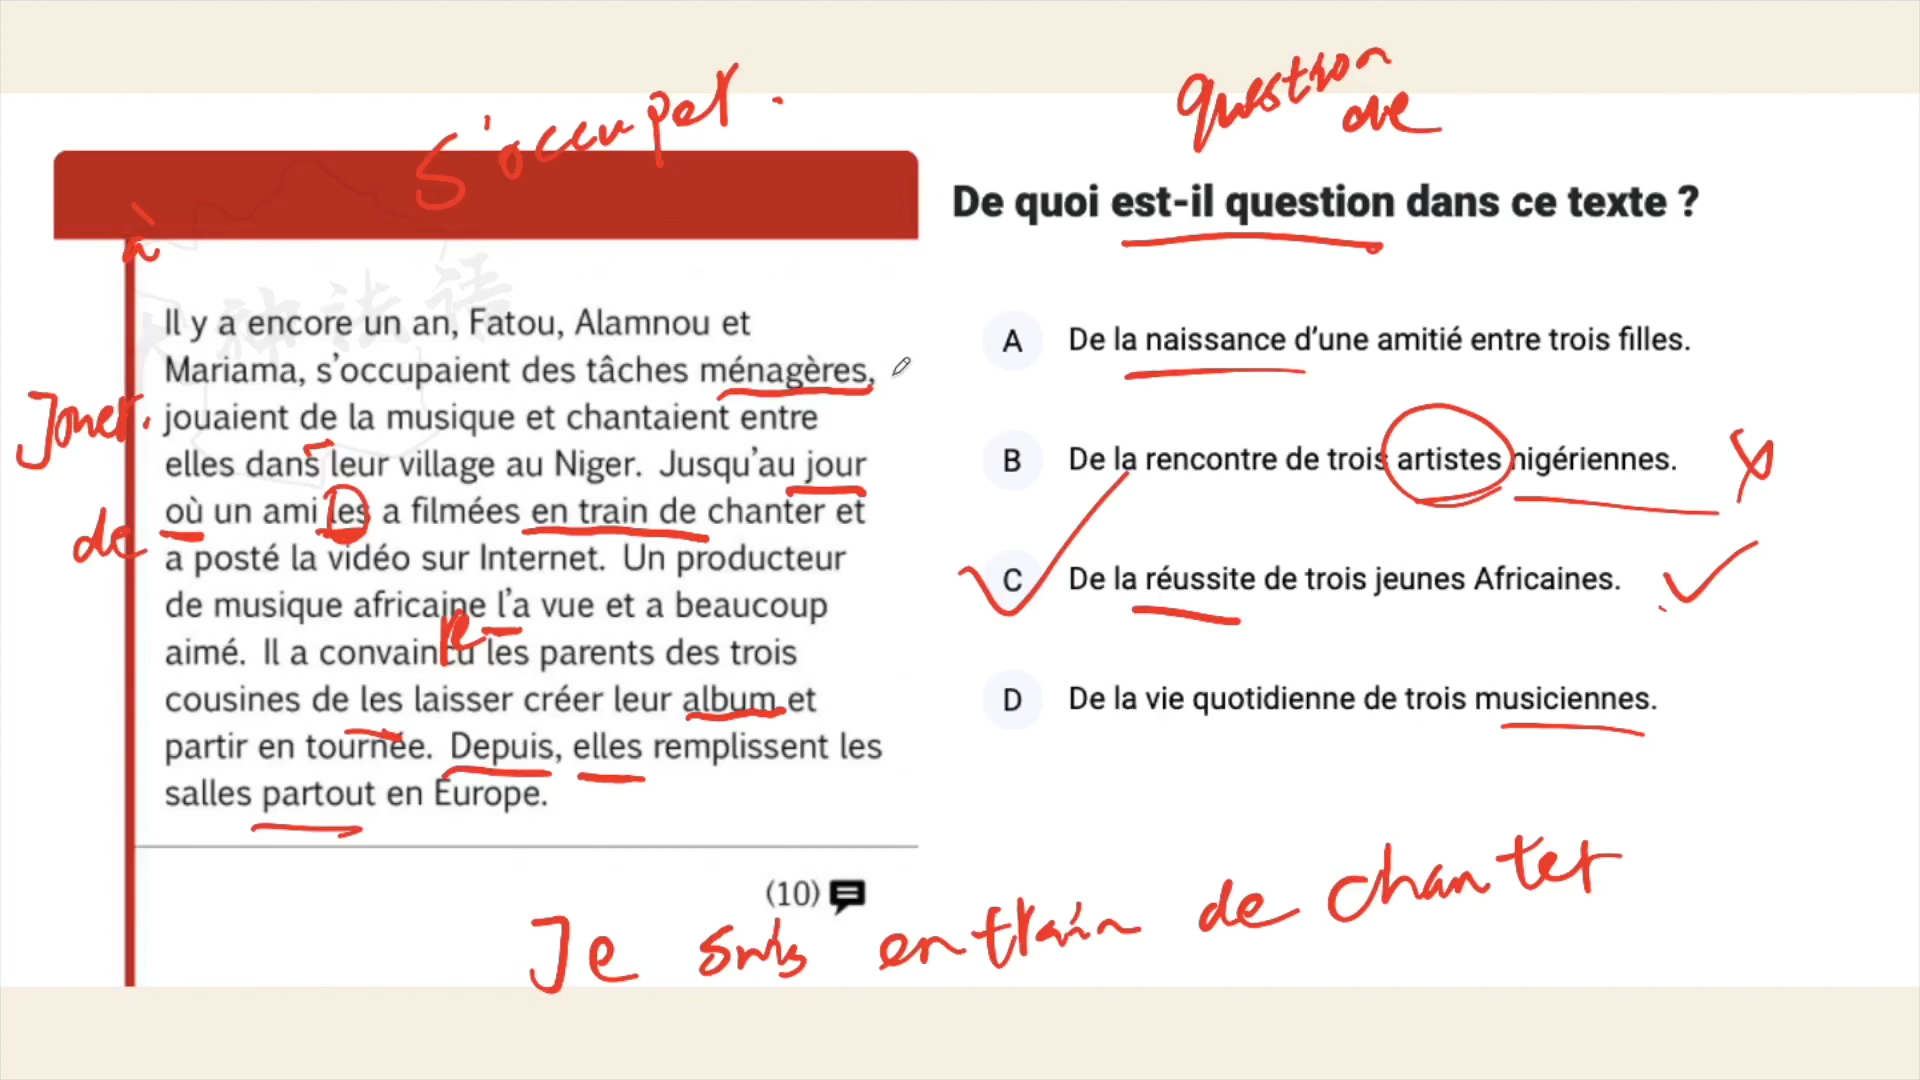 question
que
s'occuper.
De quoi est-il question dans ce texte ?
à
Il y a encore un an, Fatou, Alamnou et
Mariama, s'occupaient des tâches ménagères,
jouaient de la musique et chantaient entre
elles dans leur village au Niger. Jusqu'au jour
où un ami les a filmées en train de chanter et
a posté la vidéo sur Internet. Un producteur
de musique africaine l'a vue et a beaucoup
aimé. Il a convaincu les parents des trois
cousines de les laisser créer leur album et
partir en tournée. Depuis, elles remplissent les
salles partout en Europe.
Jouer.
de
(10)
A De la naissance d'une amitié entre trois filles.
B De la rencontre de trois artistes nigériennes.
C De la réussite de trois jeunes Africaines.
D De la vie quotidienne de trois musiciennes.
Je suis en train de chanter